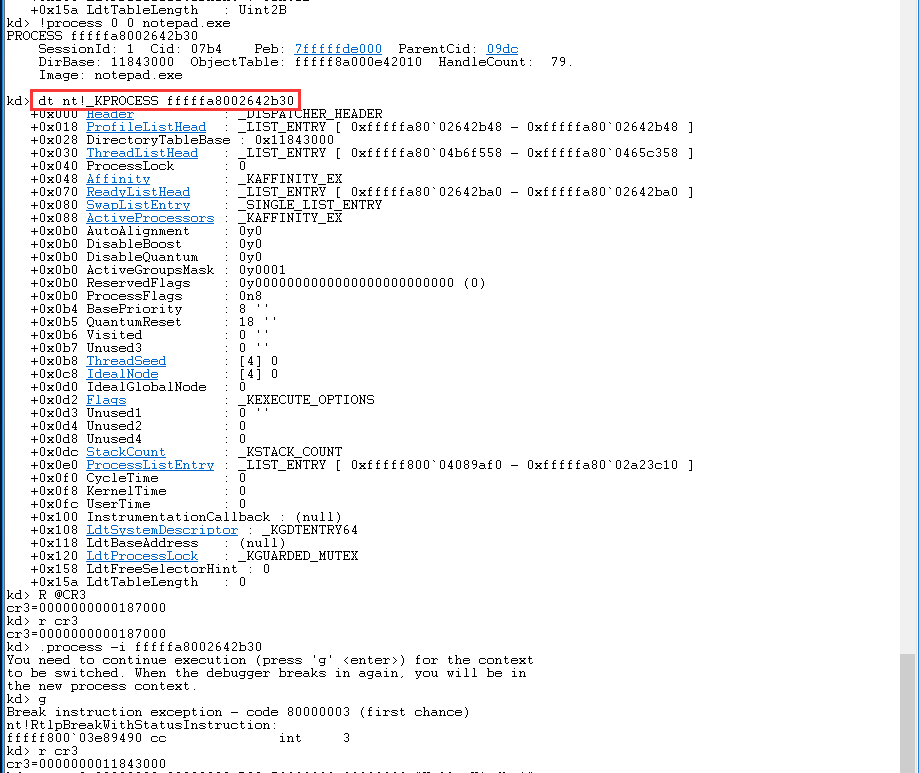 +0x15a LdtTableLength   : Uint2B
kd> !process 0 0 notepad.exe
PROCESS fffffa8002642b30
    SessionId: 1  Cid: 07b4    Peb: 7fffffde000  ParentCid: 09dc
    DirBase: 11843000  ObjectTable: fffff8a000e42010  HandleCount:  79.
    Image: notepad.exe
kd> dt nt!_KPROCESS fffffa8002642b30
   +0x000 Header           : _DISPATCHER_HEADER
   +0x018 ProfileListHead  : _LIST_ENTRY [ 0xfffffa80`02642b48 - 0xfffffa80`02642b48 ]
   +0x028 DirectoryTableBase : 0x11843000
   +0x030 ThreadListHead   : _LIST_ENTRY [ 0xfffffa80`04b6f558 - 0xfffffa80`0465c358 ]
   +0x040 ProcessLock      : 0
   +0x048 Affinity         : _KAFFINITY_EX
   +0x070 ReadyListHead    : _LIST_ENTRY [ 0xfffffa80`02642ba0 - 0xfffffa80`02642ba0 ]
   +0x080 SwapListEntry    : _SINGLE_LIST_ENTRY
   +0x088 ActiveProcessors : _KAFFINITY_EX
   +0x0b0 AutoAlignment    : 0y0
   +0x0b0 DisableBoost     : 0y0
   +0x0b0 DisableQuantum   : 0y0
   +0x0b0 ActiveGroupsMask : 0y0001
   +0x0b0 ReservedFlags    : 0y0000000000000000000000000 (0)
   +0x0b0 ProcessFlags     : 0n8
   +0x0b4 BasePriority     : 8 ''
   +0x0b5 QuantumReset     : 18 ''
   +0x0b6 Visited          : 0 ''
   +0x0b7 Unused3          : 0 ''
   +0x0b8 ThreadSeed       : [4] 0
   +0x0c8 IdealNode        : [4] 0
   +0x0d0 IdealGlobalNode  : 0
   +0x0d2 Flags            : _KEXECUTE_OPTIONS
   +0x0d3 Unused1          : 0 ''
   +0x0d4 Unused2          : 0
   +0x0d8 Unused4          : 0
   +0x0dc StackCount       : _KSTACK_COUNT
   +0x0e0 ProcessListEntry : _LIST_ENTRY [ 0xfffff800`04089af0 - 0xfffffa80`02a23c10 ]
   +0x0f0 CycleTime        : 0
   +0x0f8 KernelTime       : 0
   +0x0fc UserTime         : 0
   +0x100 InstrumentationCallback : (null)
   +0x108 LdtSystemDescriptor : _KGDTENTRY64
   +0x118 LdtBaseAddress   : (null)
   +0x120 LdtProcessLock   : _KGUARDED_MUTEX
   +0x158 LdtFreeSelectorHint : 0
   +0x15a LdtTableLength   : 0
kd> R @CR3
cr3=0000000000187000
kd> r cr3
cr3=0000000000187000
kd> .process -i fffffa8002642b30
You need to continue execution (press 'g' <enter>) for the context
to be switched. When the debugger breaks in again, you will be in
the new process context.
kd> g
Break instruction exception - code 80000003 (first chance)
nt!RtlpBreakWithStatusInstruction:
fffff800`03e89490 cc              int     3
kd> r cr3
cr3=0000000011843000